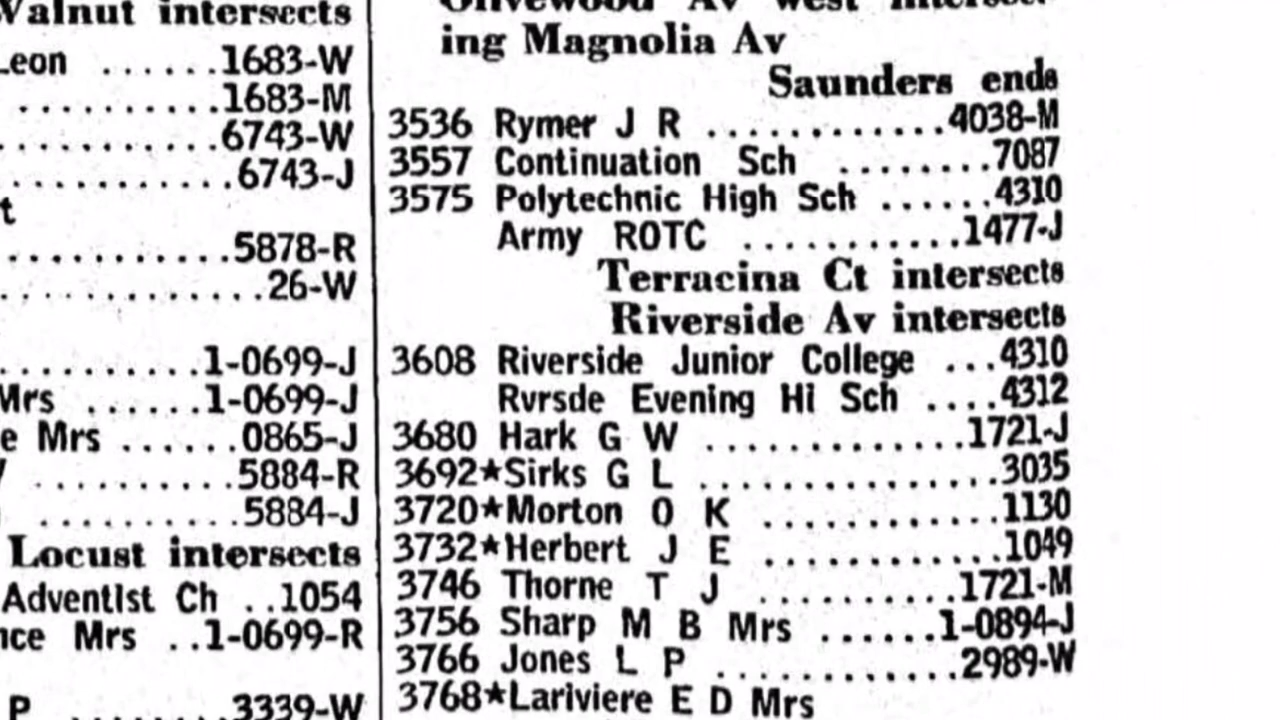 Walnut intersects
Leon ......1683-W
..........1683-M
..........6743-W
...........6743-J
t
...........5878-R
............26-W
..........1-0699-J
Mrs ......1-0699-J
e Mrs ......0865-J
..........5884-R
..........5884-J
Locust intersects
Adventist Ch ..1054
nce Mrs ..1-0699-R
P ........3339-W
Olivewood Av west intersect-
ing Magnolia Av
Saunders ends
3536 Rymer J R .............4038-M
3557 Continuation Sch ........7087
3575 Polytechnic High Sch ......4310
Army ROTC ...........1477-J
Terracina Ct intersects
Riverside Av intersects
3608 Riverside Junior College ...4310
Rvrsde Evening Hi Sch ....4312
3680 Hark G W .............1721-J
3692★Sirks G L ...............3035
3720★Morton O K ............1130
3732★Herbert J E ............1049
3746 Thorne T J ..........1721-M
3756 Sharp M B Mrs ......1-0894-J
3766 Jones L P ............2989-W
3768★Lariviere E D Mrs